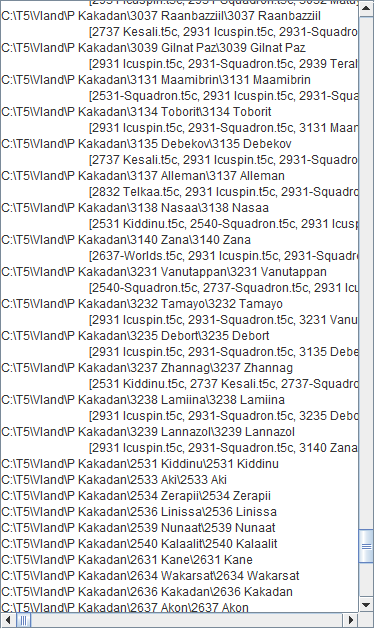 C:\T5\Vland\P Kakadan\3037 Raanbazziil\3037 Raanbazziil
[2737 Kesali.t5c, 2931 Icuspin.t5c, 2931-Squadro
C:\T5\Vland\P Kakadan\3039 Gilnat Paz\3039 Gilnat Paz
[2931 Icuspin.t5c, 2931-Squadron.t5c, 2939 Teral
C:\T5\Vland\P Kakadan\3131 Maamibrin\3131 Maamibrin
[2531-Squadron.t5c, 2931 Icuspin.t5c, 2931-Squa
C:\T5\Vland\P Kakadan\3134 Toborit\3134 Toborit
[2931 Icuspin.t5c, 2931-Squadron.t5c, 3131 Maan
C:\T5\Vland\P Kakadan\3135 Debekov\3135 Debekov
[2737 Kesali.t5c, 2931 Icuspin.t5c, 2931-Squadro
C:\T5\Vland\P Kakadan\3137 Alleman\3137 Alleman
[2832 Telkaa.t5c, 2931 Icuspin.t5c, 2931-Squadro
C:\T5\Vland\P Kakadan\3138 Nasaa\3138 Nasaa
[2531 Kiddinu.t5c, 2540-Squadron.t5c, 2931 Icusp
C:\T5\Vland\P Kakadan\3140 Zana\3140 Zana
[2637-Worlds.t5c, 2931 Icuspin.t5c, 2931-Squadro
C:\T5\Vland\P Kakadan\3231 Vanutappan\3231 Vanutappan
[2540-Squadron.t5c, 2737-Squadron.t5c, 2931 Icu
C:\T5\Vland\P Kakadan\3232 Tamayo\3232 Tamayo
[2931 Icuspin.t5c, 2931-Squadron.t5c, 3231 Vanu
C:\T5\Vland\P Kakadan\3235 Debort\3235 Debort
[2931 Icuspin.t5c, 2931-Squadron.t5c, 3135 Debe
C:\T5\Vland\P Kakadan\3237 Zhannag\3237 Zhannag
[2531 Kiddinu.t5c, 2737 Kesali.t5c, 2737-Squadro
C:\T5\Vland\P Kakadan\3238 Lamiina\3238 Lamiina
[2931 Icuspin.t5c, 2931-Squadron.t5c, 3235 Debo
C:\T5\Vland\P Kakadan\3239 Lannazol\3239 Lannazol
[2931 Icuspin.t5c, 2931-Squadron.t5c, 3140 Zana
C:\T5\Vland\P Kakadan\2531 Kiddinu\2531 Kiddinu
C:\T5\Vland\P Kakadan\2533 Aki\2533 Aki
C:\T5\Vland\P Kakadan\2534 Zerapii\2534 Zerapii
C:\T5\Vland\P Kakadan\2536 Linissa\2536 Linissa
C:\T5\Vland\P Kakadan\2539 Nunaat\2539 Nunaat
C:\T5\Vland\P Kakadan\2540 Kalaalit\2540 Kalaalit
C:\T5\Vland\P Kakadan\2631 Kane\2631 Kane
C:\T5\Vland\P Kakadan\2634 Wakarsat\2634 Wakarsat
C:\T5\Vland\P Kakadan\2636 Kakadan\2636 Kakadan
C:\T5\Vland\P Kakadan\2637 Akon\2637 Akon